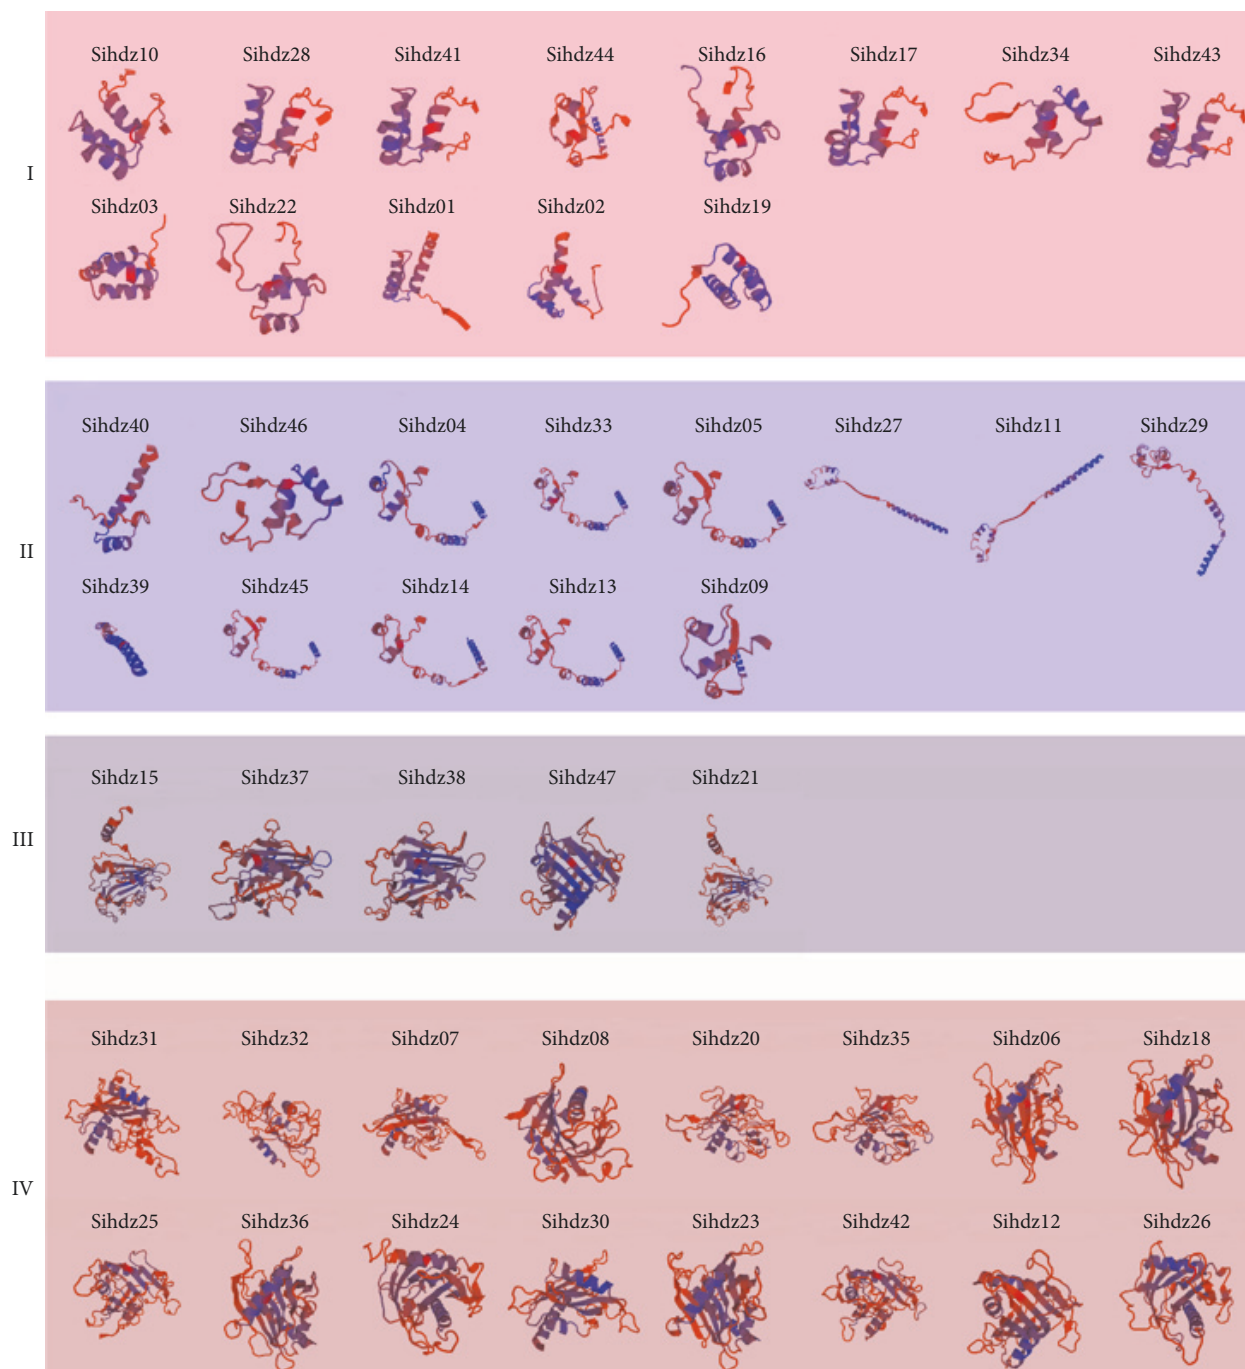 Sihdz10 Sihdz28 Sihdz41 Sihdz44 Sihdz16 Sihdz17 Sihdz34 Sihdz43
I
Sihdz03 Sihdz22 Sihdz01 Sihdz02 Sihdz19
Sihdz40 Sihdz46 Sihdz04 Sihdz33 Sihdz05 Sihdz27 Sihdz11 Sihdz29
II
Sihdz39 Sihdz45 Sihdz14 Sihdz13 Sihdz09
Sihdz15 Sihdz37 Sihdz38 Sihdz47 Sihdz21
III
Sihdz31 Sihdz32 Sihdz07 Sihdz08 Sihdz20 Sihdz35 Sihdz06 Sihdz18
IV
Sihdz25 Sihdz36 Sihdz24 Sihdz30 Sihdz23 Sihdz42 Sihdz12 Sihdz26